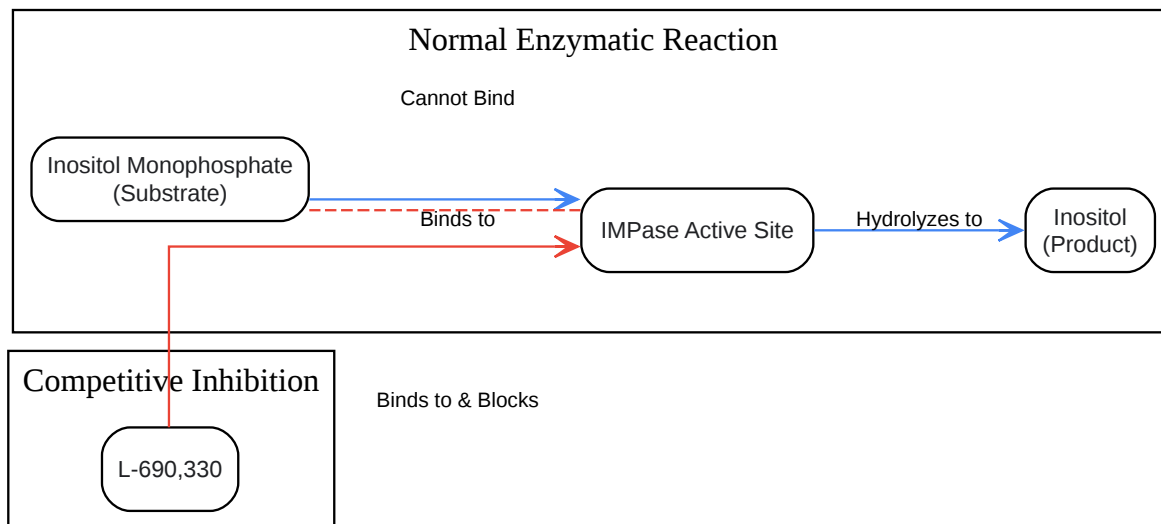 Normal Enzymatic Reaction
Cannot Bind
Inositol Monophosphate
(Substrate)
Binds to
IMPase Active Site
Hydrolyzes to
Inositol
(Product)
Competitive Inhibition
Binds to & Blocks
L-690,330